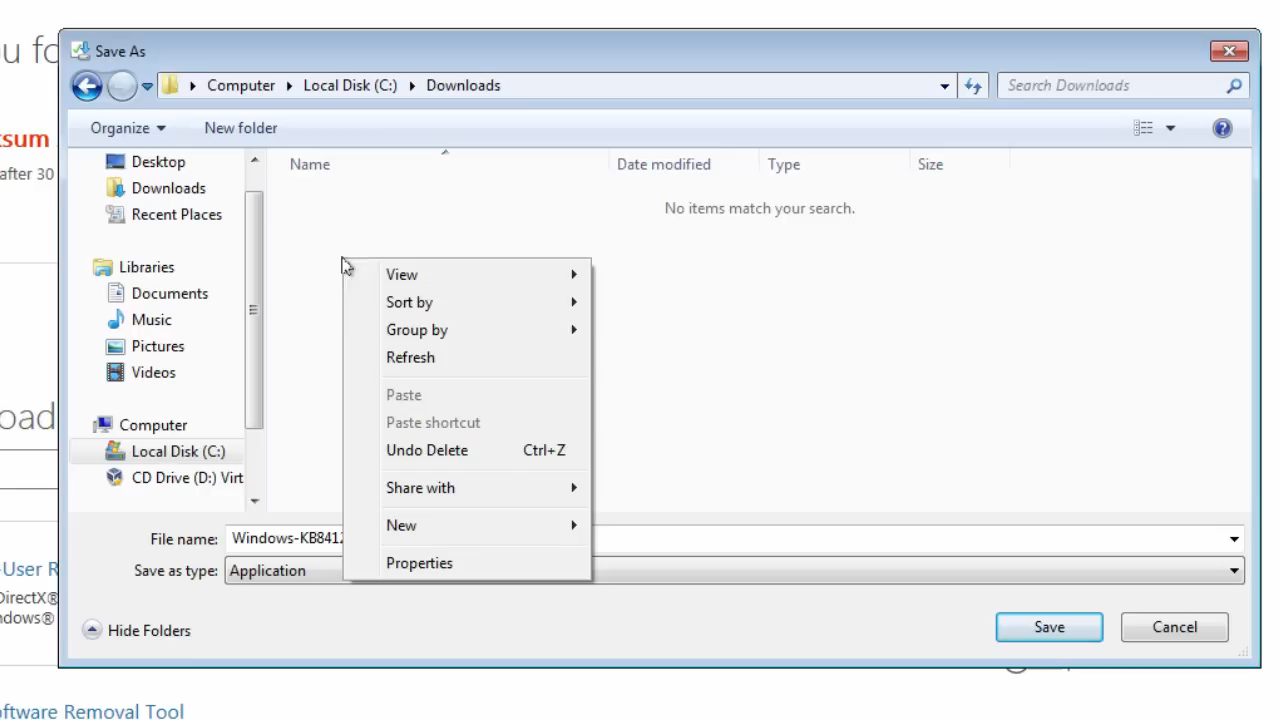 u fo
Save As
Computer Local Disk (C:) Downloads
Search Downloads
Organize New folder
Name Date modified Type Size
No items match your search.
Desktop
Downloads
Recent Places
Libraries
Documents
Music
Pictures
Videos
Computer
Local Disk (C:)
CD Drive (D:) Virt
View
Sort by
Group by
Refresh
Paste
Paste shortcut
Undo Delete Ctrl+Z
Share with
New
Properties
File name: Windows-KB8412
Save as type: Application
Hide Folders
Save Cancel
ksum
after 30
oad
-User R
DirectX®
ndows®
oftware Removal Tool